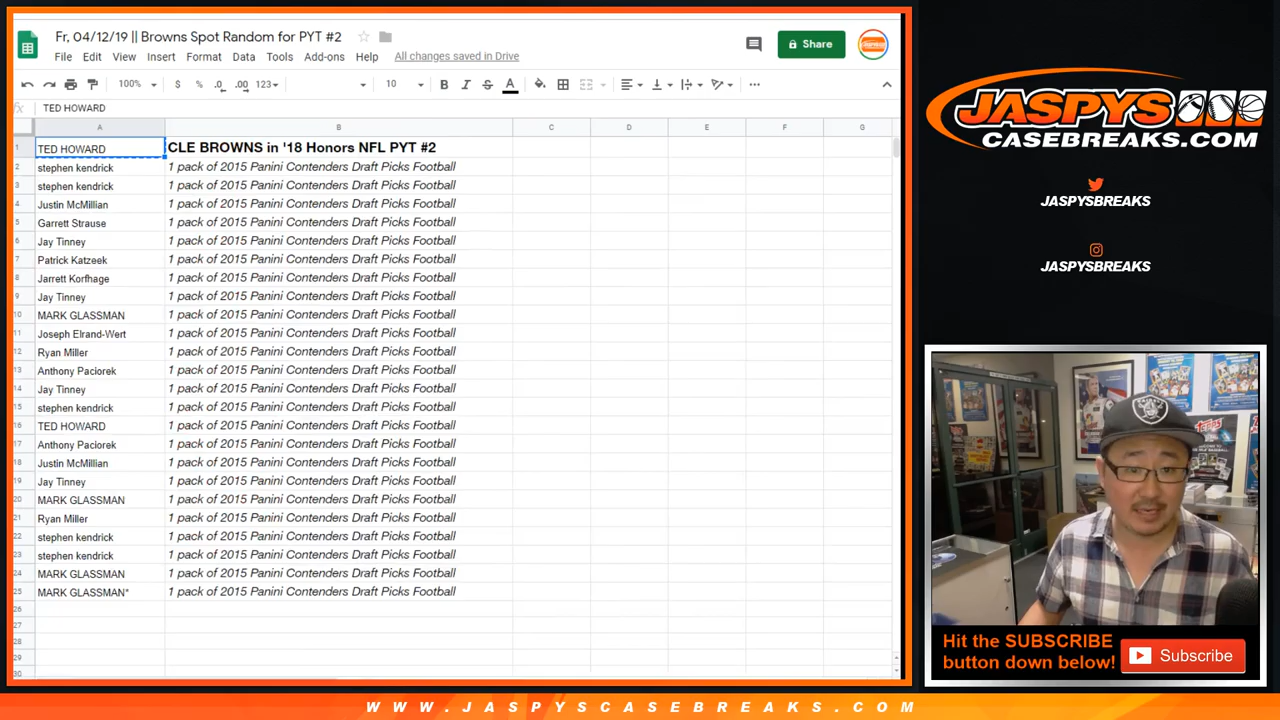 Fr, 04/12/19 || Browns Spot Random for PYT #2
File Edit View Insert Format Data Tools Add-ons Help All changes saved in Drive
Share
100% $ % .0 .00 123 10 B I S A
fx TED HOWARD
A B C D E F G
1 TED HOWARD CLE BROWNS in '18 Honors NFL PYT #2
2 stephen kendrick 1 pack of 2015 Panini Contenders Draft Picks Football
3 stephen kendrick 1 pack of 2015 Panini Contenders Draft Picks Football
4 Justin McMillian 1 pack of 2015 Panini Contenders Draft Picks Football
5 Garrett Strause 1 pack of 2015 Panini Contenders Draft Picks Football
6 Jay Tinney 1 pack of 2015 Panini Contenders Draft Picks Football
7 Patrick Katzeek 1 pack of 2015 Panini Contenders Draft Picks Football
8 Jarrett Korfhage 1 pack of 2015 Panini Contenders Draft Picks Football
9 Jay Tinney 1 pack of 2015 Panini Contenders Draft Picks Football
10 MARK GLASSMAN 1 pack of 2015 Panini Contenders Draft Picks Football
11 Joseph Elrand-Wert 1 pack of 2015 Panini Contenders Draft Picks Football
12 Ryan Miller 1 pack of 2015 Panini Contenders Draft Picks Football
13 Anthony Paciorek 1 pack of 2015 Panini Contenders Draft Picks Football
14 Jay Tinney 1 pack of 2015 Panini Contenders Draft Picks Football
15 stephen kendrick 1 pack of 2015 Panini Contenders Draft Picks Football
16 TED HOWARD 1 pack of 2015 Panini Contenders Draft Picks Football
17 Anthony Paciorek 1 pack of 2015 Panini Contenders Draft Picks Football
18 Justin McMillian 1 pack of 2015 Panini Contenders Draft Picks Football
19 Jay Tinney 1 pack of 2015 Panini Contenders Draft Picks Football
20 MARK GLASSMAN 1 pack of 2015 Panini Contenders Draft Picks Football
21 Ryan Miller 1 pack of 2015 Panini Contenders Draft Picks Football
22 stephen kendrick 1 pack of 2015 Panini Contenders Draft Picks Football
23 stephen kendrick 1 pack of 2015 Panini Contenders Draft Picks Football
24 MARK GLASSMAN 1 pack of 2015 Panini Contenders Draft Picks Football
25 MARK GLASSMAN* 1 pack of 2015 Panini Contenders Draft Picks Football
26
27
28
29
30
JASPYS
CASEBREAKS.COM
JASPYSBREAKS
JASPYSBREAKS
topps
RAIDERS
Hit the SUBSCRIBE
button down below!
Subscribe
WWW.JASPYSCASEBREAKS.COM